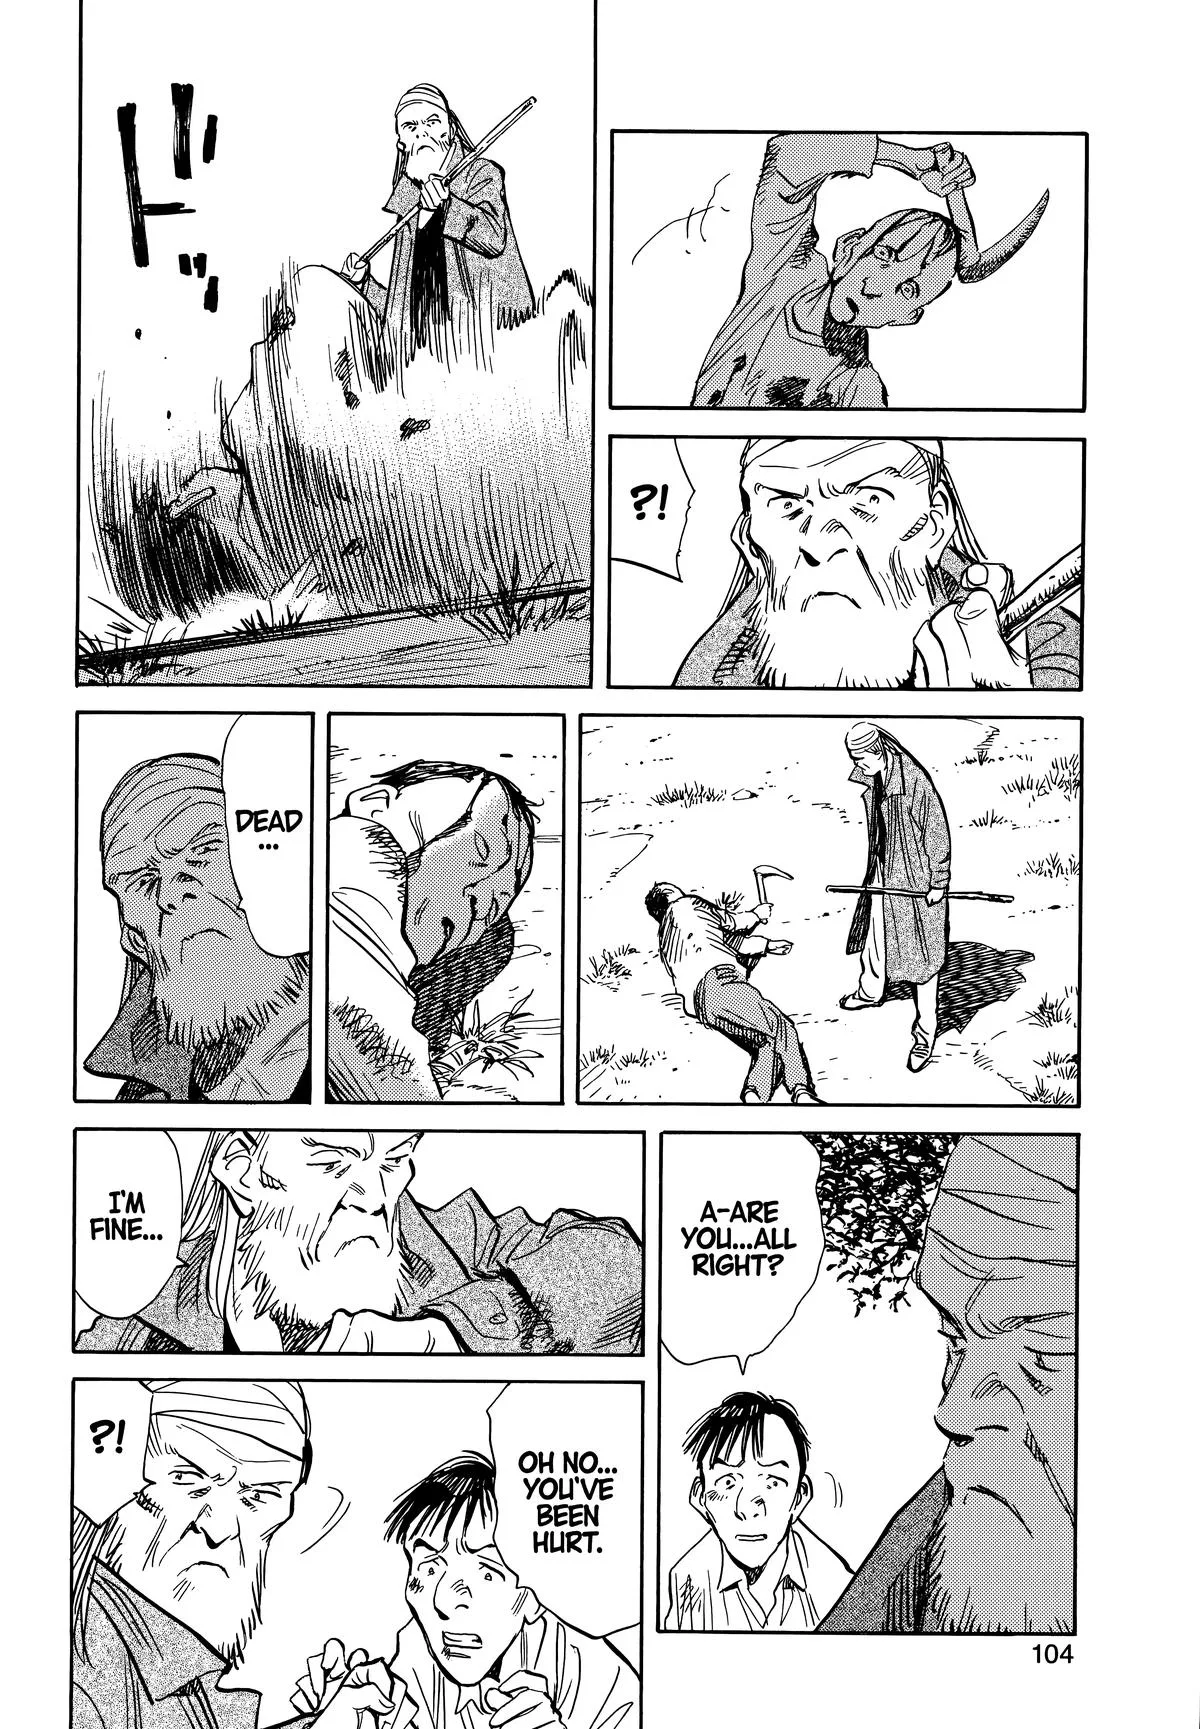 ?!
ドッ
DEAD
...
A-ARE
YOU...ALL
RIGHT?
I'M
FINE...
OH NO...
YOU'VE
BEEN
HURT.
?!
104